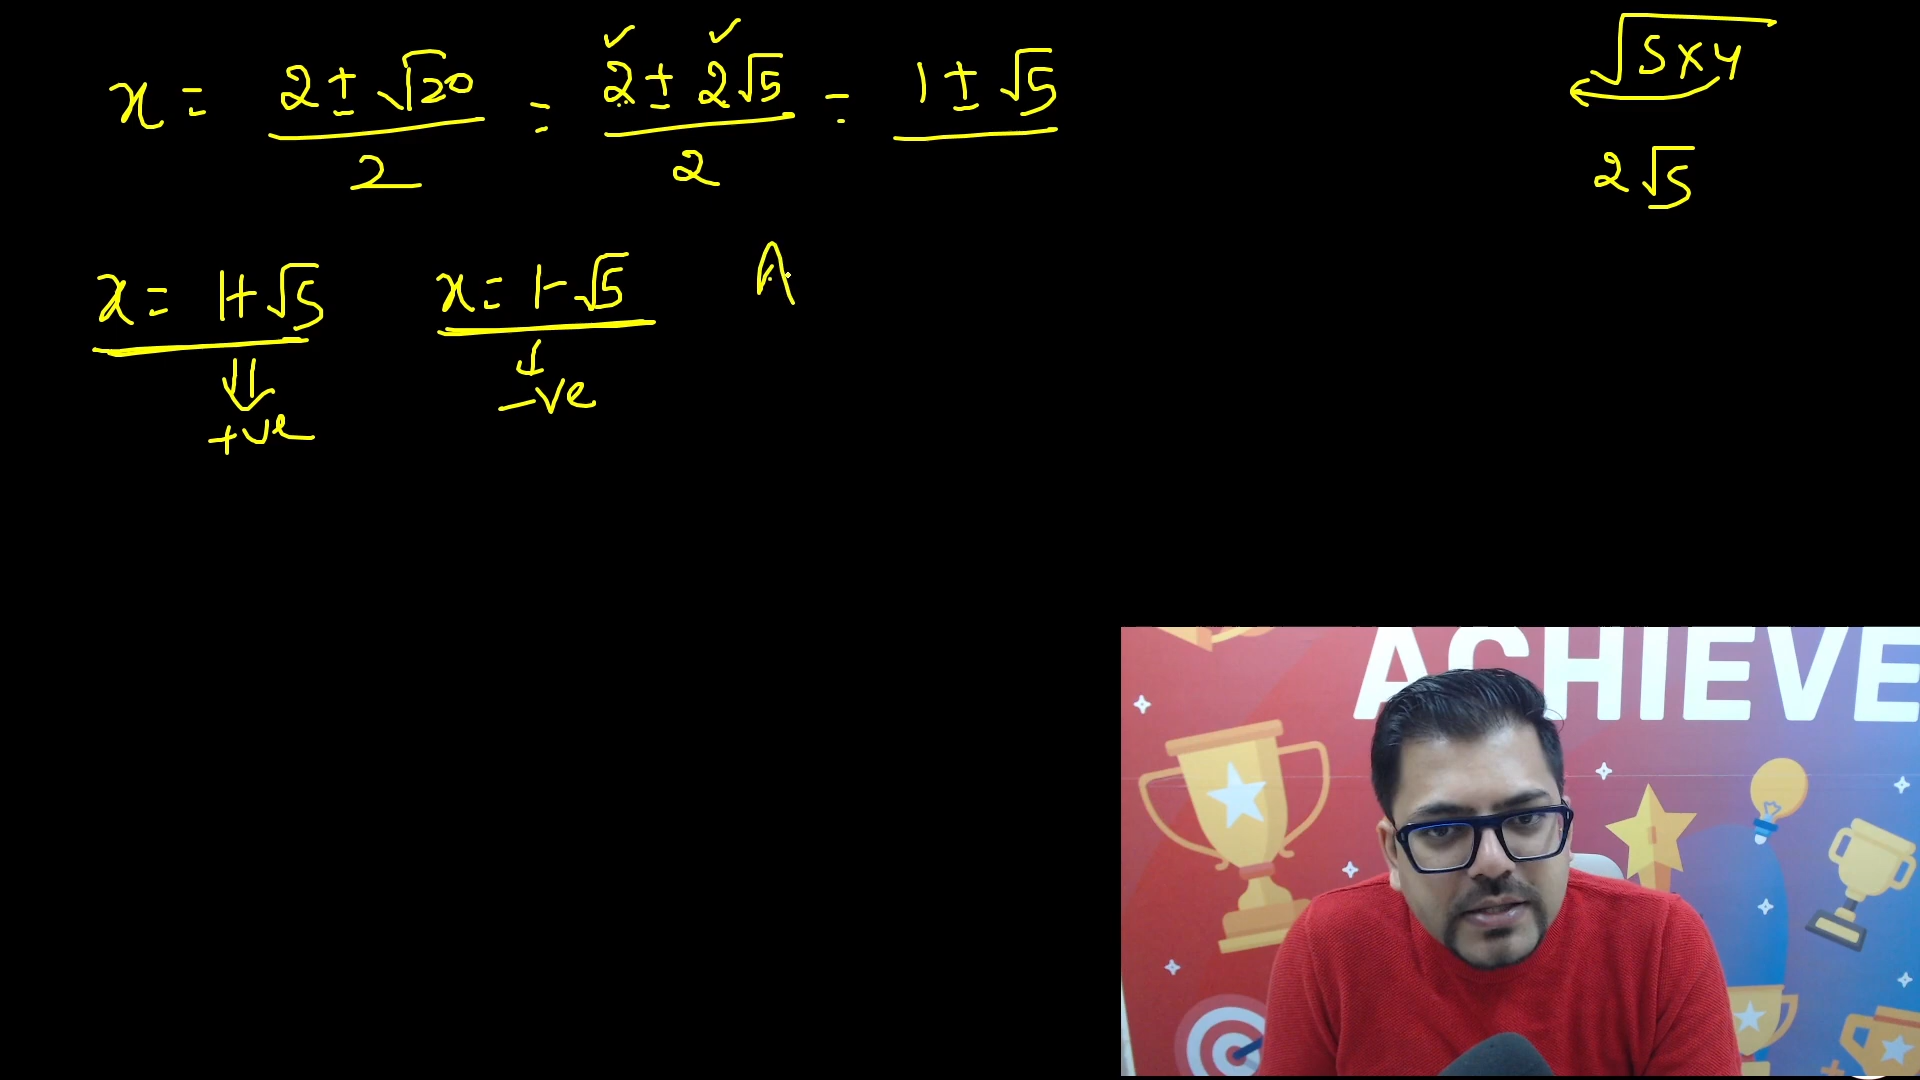 x = 2 ± √20 / 2 = 2 ± 2√5 / 2 = 1 ± √5
√5×4
2√5
x = 1+√5 x = 1-√5 A
+ve
-ve
ACHIEVE